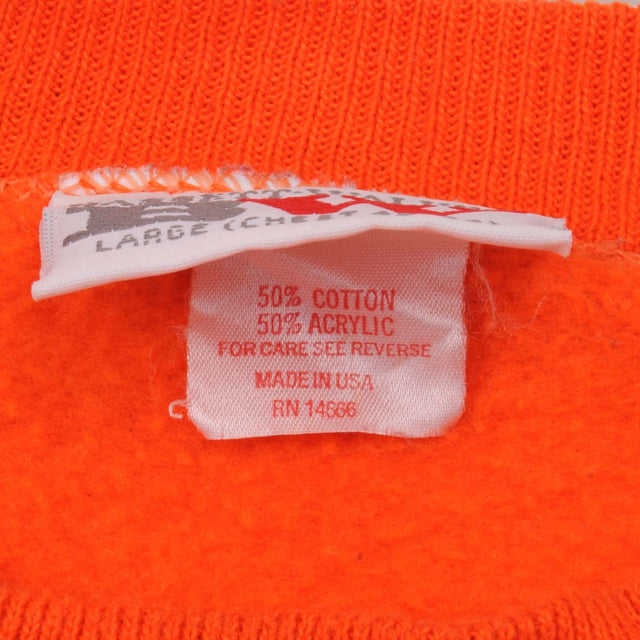 LARGE (CHEST
50% COTTON
50% ACRYLIC
FOR CARE SEE REVERSE
MADE IN USA
RN 14666